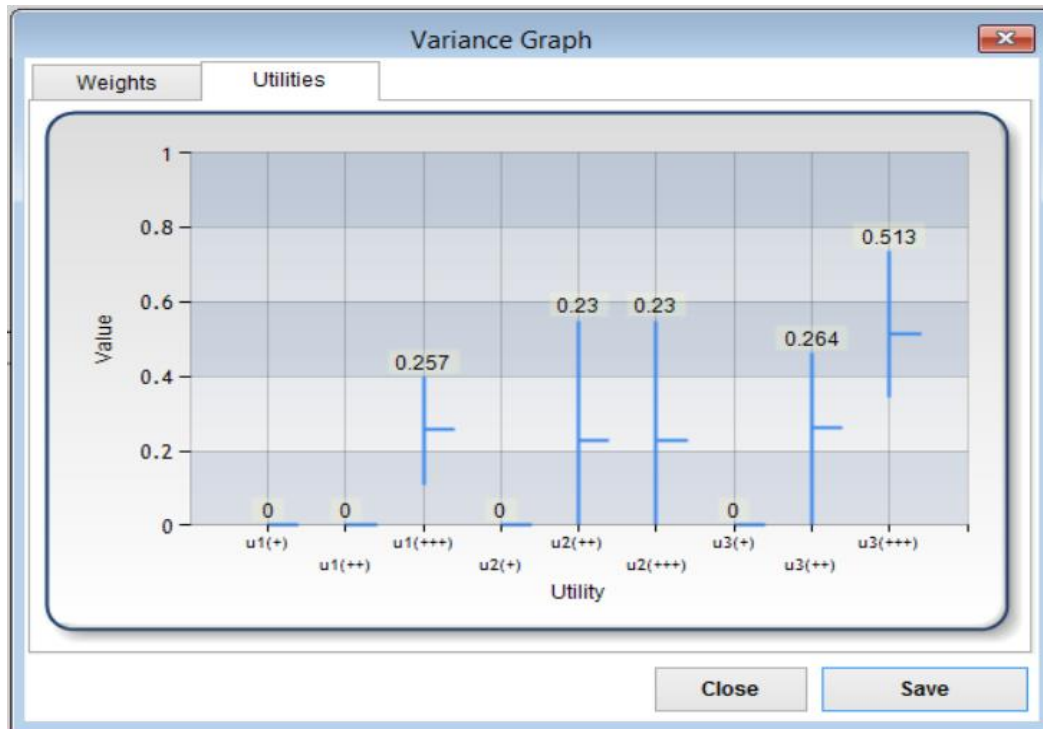 Variance Graph
Weights
Utilities
1
0.8
0.6
0.4
0.2
0
Value
0
0
0.257
0
0.23
0.23
0
0.264
0.513
u1(+)
u1(++)
u1(+++)
u2(+)
u2(++)
u2(+++)
u3(+)
u3(++)
u3(+++)
Utility
Close
Save